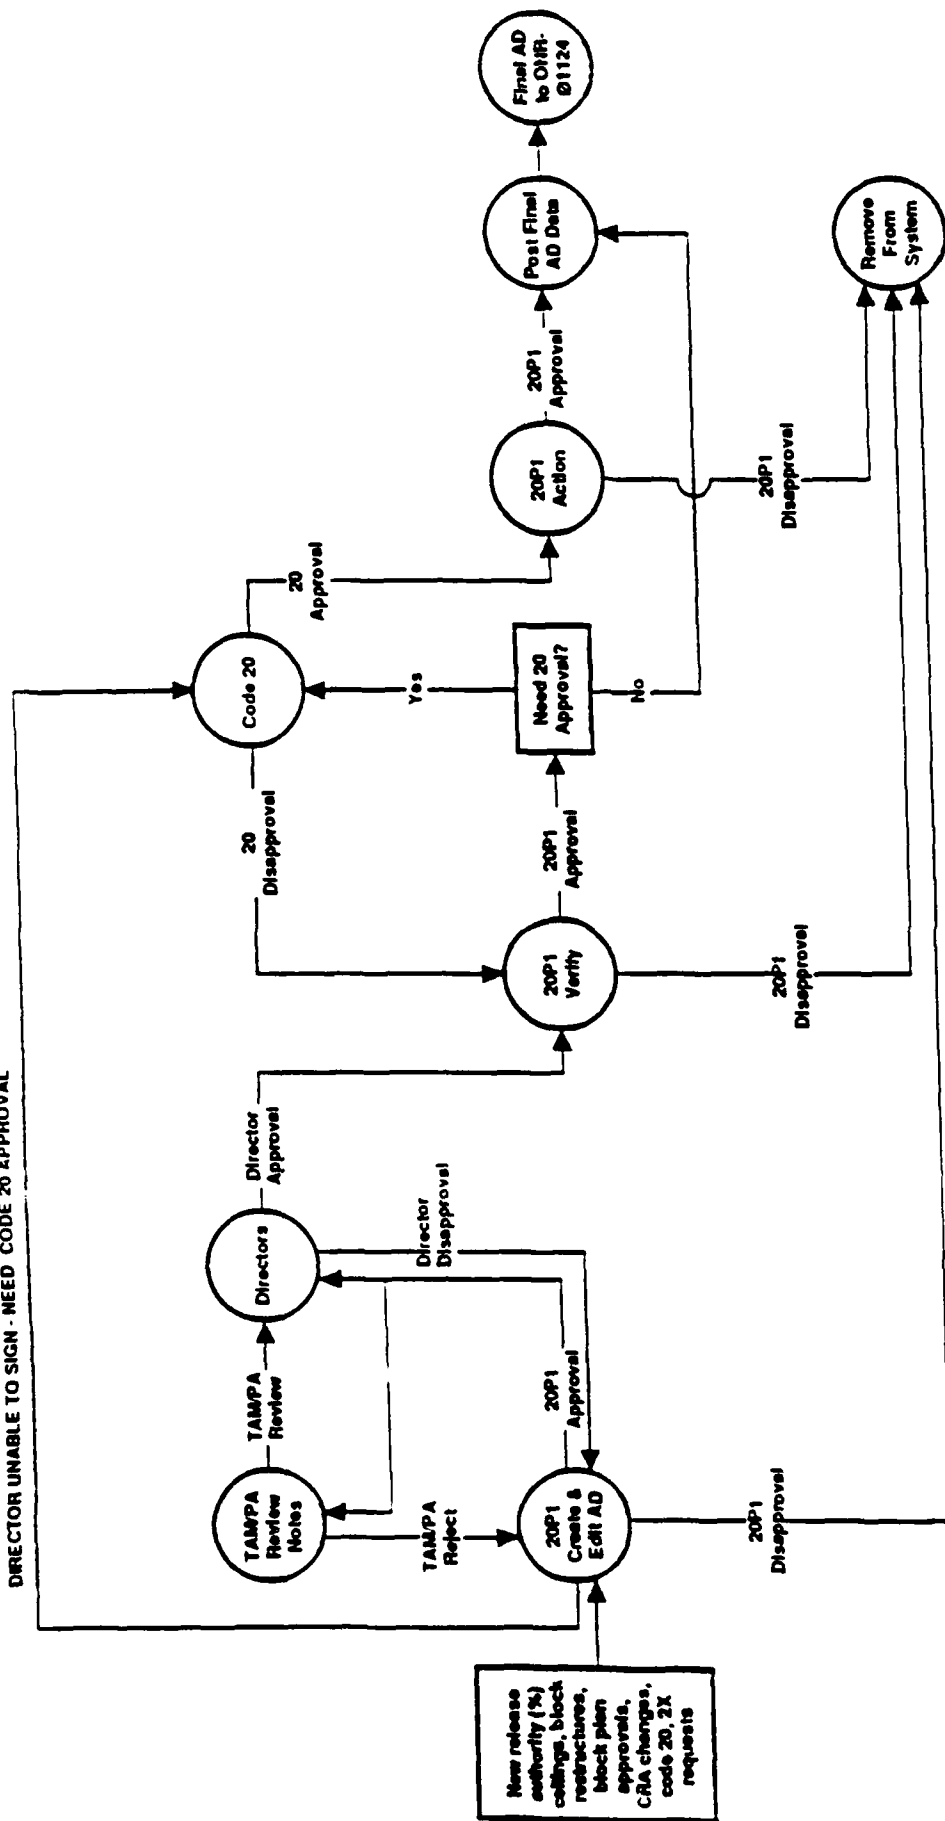 DIRECTOR UNABLE TO SIGN - NEED CODE 20 APPROVAL
New release
authority (%)
ceilings, block
restructures,
block plan
approvals,
CRA changes,
code 20, 2X
requests
TAM/PA
Review
Notes
TAM/PA
Review
TAM/PA
Reject
20P1
Create &
Edit AD
20P1
Approval
20P1
Disapproval
Directors
Director
Approval
Director
Disapproval
20P1
Verify
20P1
Approval
20P1
Disapproval
20
Disapproval
Code 20
20
Approval
Yes
Need 20
Approval?
No
20P1
Action
20P1
Approval
20P1
Disapproval
Post Final
AD Data
Final AD
to ONR-
01124
Remove
From
System